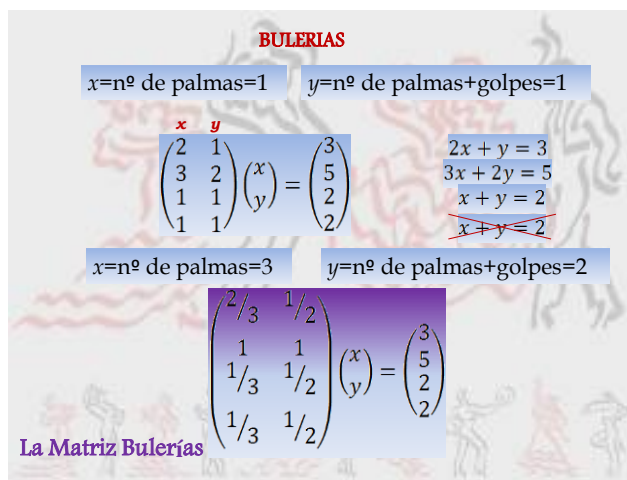 BULERIAS
x=nº de palmas=1 y=nº de palmas+golpes=1
x y
(2 1; 3 2; 1 1; 1 1)(x; y) = (3; 5; 2; 2)
2x + y = 3
3x + 2y = 5
x + y = 2
x + y = 2
x=nº de palmas=3 y=nº de palmas+golpes=2
(2/3 1/2; 1 1; 1/3 1/2; 1/3 1/2)(x; y) = (3; 5; 2; 2)
La Matriz Bulerías